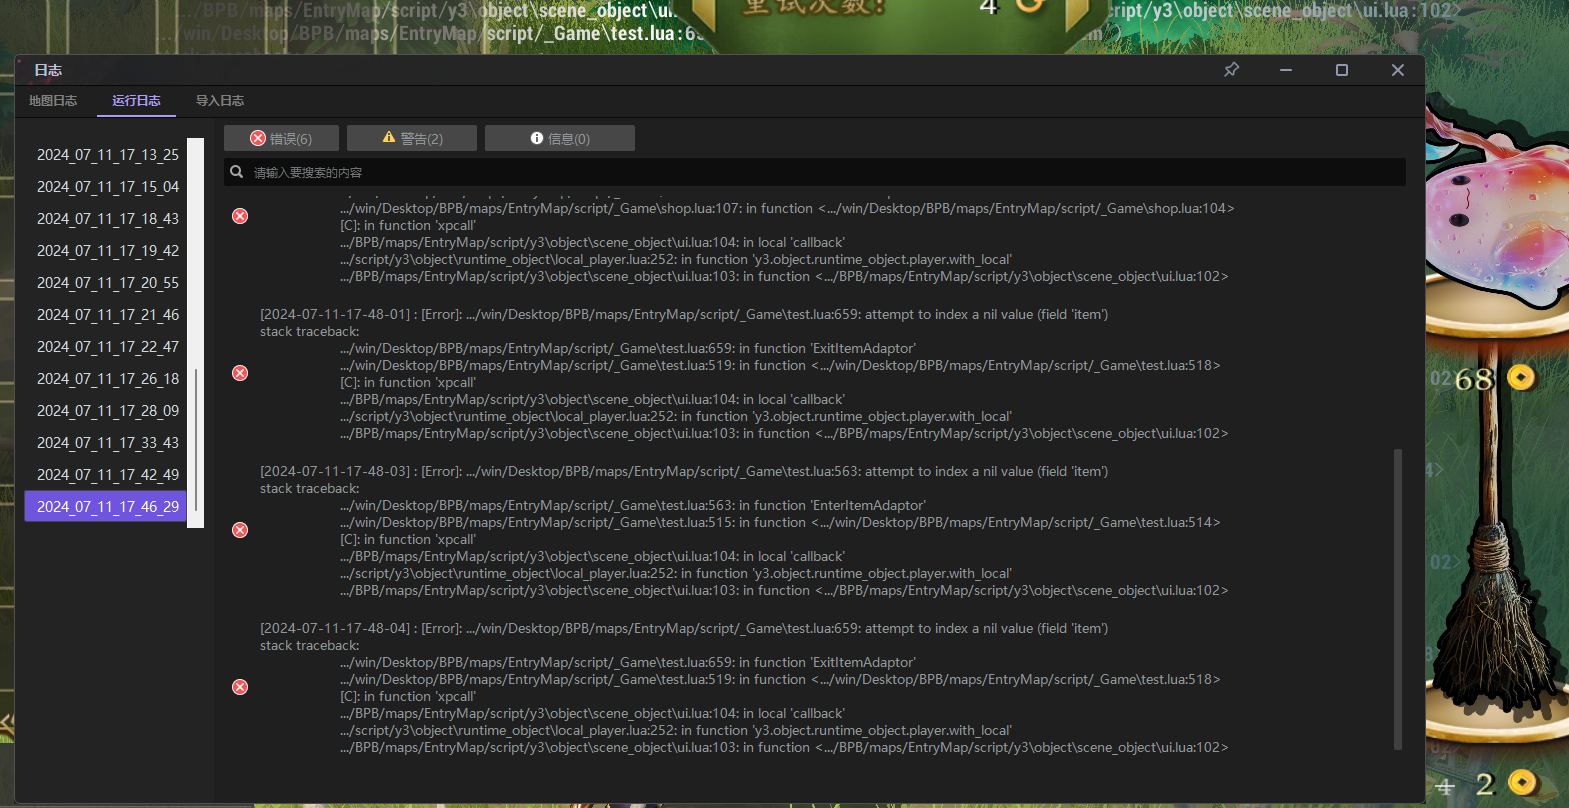 .../BPB/maps/EntryMap/script/y3\object\scene_object\ui.
ript/y3\object\scene_object\ui.lua:102>
重试次数:
4
.../win/Desktop/BPB/maps/EntryMap/script/_Game\test.lua:65
日志
地图日志
运行日志
导入日志
错误(6)
警告(2)
信息(0)
请输入要搜索的内容
2024_07_11_17_13_25
2024_07_11_17_15_04
2024_07_11_17_18_43
2024_07_11_17_19_42
2024_07_11_17_20_55
2024_07_11_17_21_46
2024_07_11_17_22_47
2024_07_11_17_26_18
2024_07_11_17_28_09
2024_07_11_17_33_43
2024_07_11_17_42_49
2024_07_11_17_46_29
.../win/Desktop/BPB/maps/EntryMap/script/_Game\shop.lua:107: in function <.../win/Desktop/BPB/maps/EntryMap/script/_Game\shop.lua:104>
[C]: in function 'xpcall'
.../BPB/maps/EntryMap/script/y3\object\scene_object\ui.lua:104: in local 'callback'
.../script/y3\object\runtime_object\local_player.lua:252: in function 'y3.object.runtime_object.player.with_local'
.../BPB/maps/EntryMap/script/y3\object\scene_object\ui.lua:103: in function <.../BPB/maps/EntryMap/script/y3\object\scene_object\ui.lua:102>
[2024-07-11-17-48-01] : [Error]: .../win/Desktop/BPB/maps/EntryMap/script/_Game\test.lua:659: attempt to index a nil value (field 'item')
stack traceback:
.../win/Desktop/BPB/maps/EntryMap/script/_Game\test.lua:659: in function 'ExitItemAdaptor'
.../win/Desktop/BPB/maps/EntryMap/script/_Game\test.lua:519: in function <.../win/Desktop/BPB/maps/EntryMap/script/_Game\test.lua:518>
[C]: in function 'xpcall'
.../BPB/maps/EntryMap/script/y3\object\scene_object\ui.lua:104: in local 'callback'
.../script/y3\object\runtime_object\local_player.lua:252: in function 'y3.object.runtime_object.player.with_local'
.../BPB/maps/EntryMap/script/y3\object\scene_object\ui.lua:103: in function <.../BPB/maps/EntryMap/script/y3\object\scene_object\ui.lua:102>
[2024-07-11-17-48-03] : [Error]: .../win/Desktop/BPB/maps/EntryMap/script/_Game\test.lua:563: attempt to index a nil value (field 'item')
stack traceback:
.../win/Desktop/BPB/maps/EntryMap/script/_Game\test.lua:563: in function 'EnterItemAdaptor'
.../win/Desktop/BPB/maps/EntryMap/script/_Game\test.lua:515: in function <.../win/Desktop/BPB/maps/EntryMap/script/_Game\test.lua:514>
[C]: in function 'xpcall'
.../BPB/maps/EntryMap/script/y3\object\scene_object\ui.lua:104: in local 'callback'
.../script/y3\object\runtime_object\local_player.lua:252: in function 'y3.object.runtime_object.player.with_local'
.../BPB/maps/EntryMap/script/y3\object\scene_object\ui.lua:103: in function <.../BPB/maps/EntryMap/script/y3\object\scene_object\ui.lua:102>
[2024-07-11-17-48-04] : [Error]: .../win/Desktop/BPB/maps/EntryMap/script/_Game\test.lua:659: attempt to index a nil value (field 'item')
stack traceback:
.../win/Desktop/BPB/maps/EntryMap/script/_Game\test.lua:659: in function 'ExitItemAdaptor'
.../win/Desktop/BPB/maps/EntryMap/script/_Game\test.lua:519: in function <.../win/Desktop/BPB/maps/EntryMap/script/_Game\test.lua:518>
[C]: in function 'xpcall'
.../BPB/maps/EntryMap/script/y3\object\scene_object\ui.lua:104: in local 'callback'
.../script/y3\object\runtime_object\local_player.lua:252: in function 'y3.object.runtime_object.player.with_local'
.../BPB/maps/EntryMap/script/y3\object\scene_object\ui.lua:103: in function <.../BPB/maps/EntryMap/script/y3\object\scene_object\ui.lua:102>
02>
68
4>
02>
2